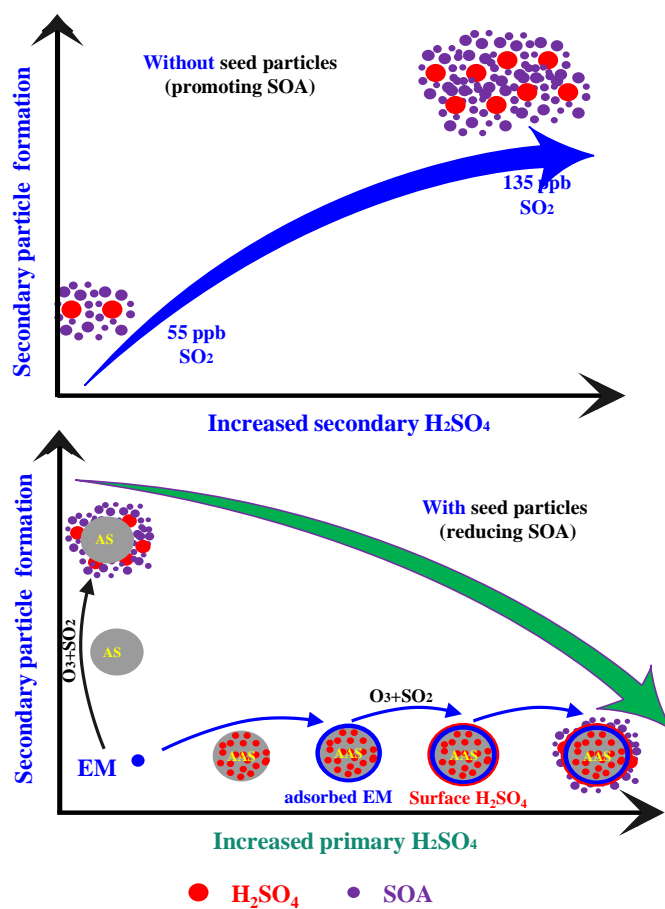 Secondary particle formation
Without seed particles
(promoting SOA)
135 ppb
SO₂
55 ppb
SO₂
Increased secondary H₂SO₄
Secondary particle formation
With seed particles
(reducing SOA)
AS
O₃+SO₂
AS
O₃+SO₂
EM
AAS
AAS
AAS
AAS
adsorbed EM
Surface H₂SO₄
Increased primary H₂SO₄
H₂SO₄
SOA